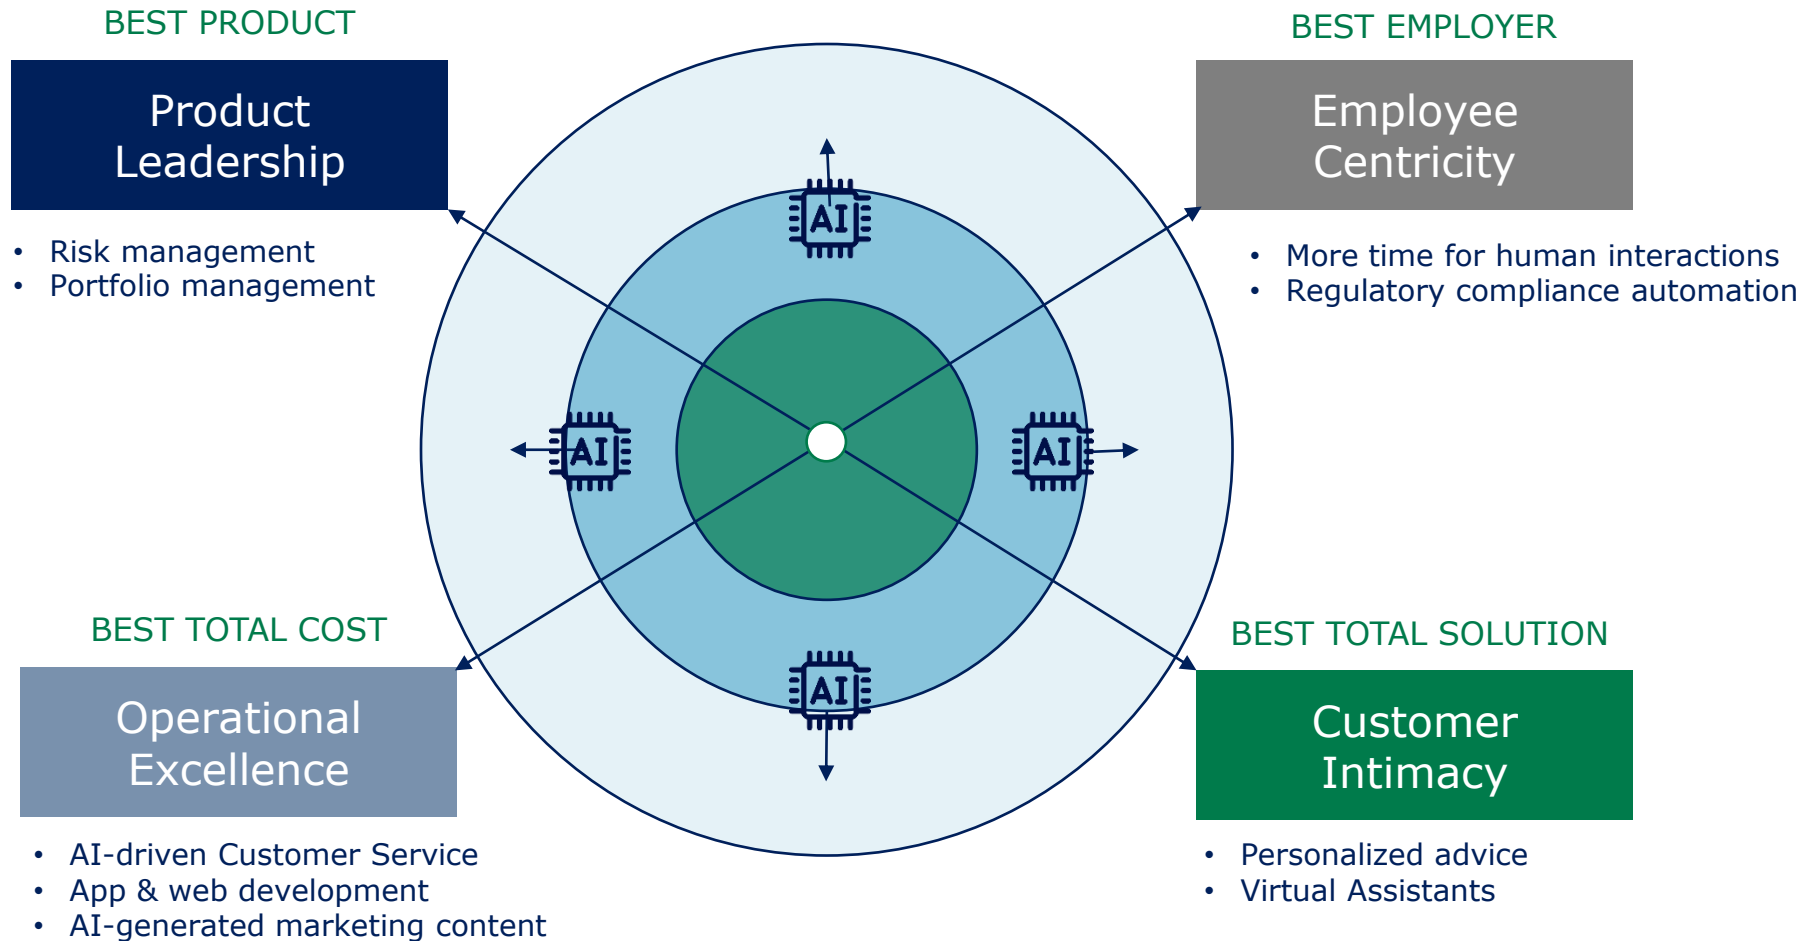 BEST PRODUCT
Product
Leadership
• Risk management
• Portfolio management
BEST EMPLOYER
Employee
Centricity
• More time for human interactions
• Regulatory compliance automation
AI
AI
AI
AI
BEST TOTAL COST
Operational
Excellence
• AI-driven Customer Service
• App & web development
• AI-generated marketing content
BEST TOTAL SOLUTION
Customer
Intimacy
• Personalized advice
• Virtual Assistants